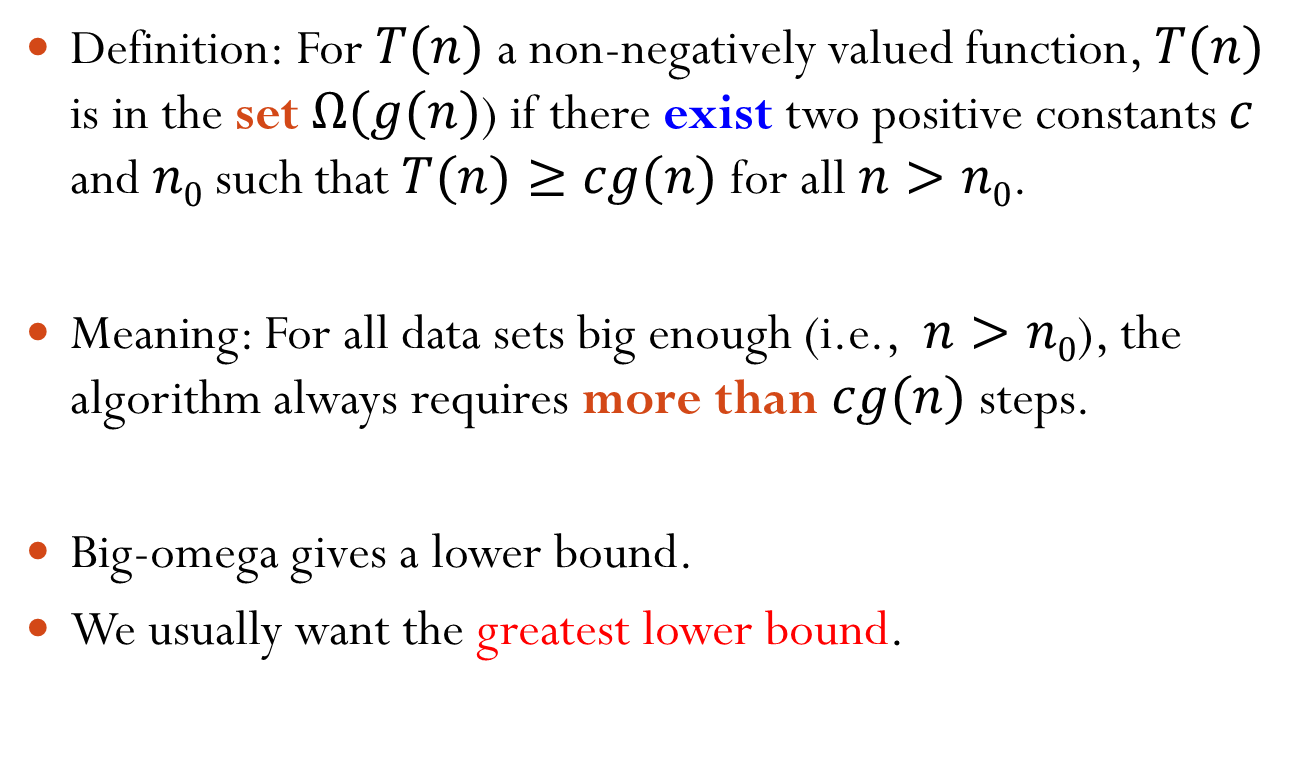 • Definition: For T(n) a non-negatively valued function, T(n)
is in the set Ω(g(n)) if there exist two positive constants c
and n₀ such that T(n) ≥ cg(n) for all n > n₀.
• Meaning: For all data sets big enough (i.e., n > n₀), the
algorithm always requires more than cg(n) steps.
• Big-omega gives a lower bound.
• We usually want the greatest lower bound.